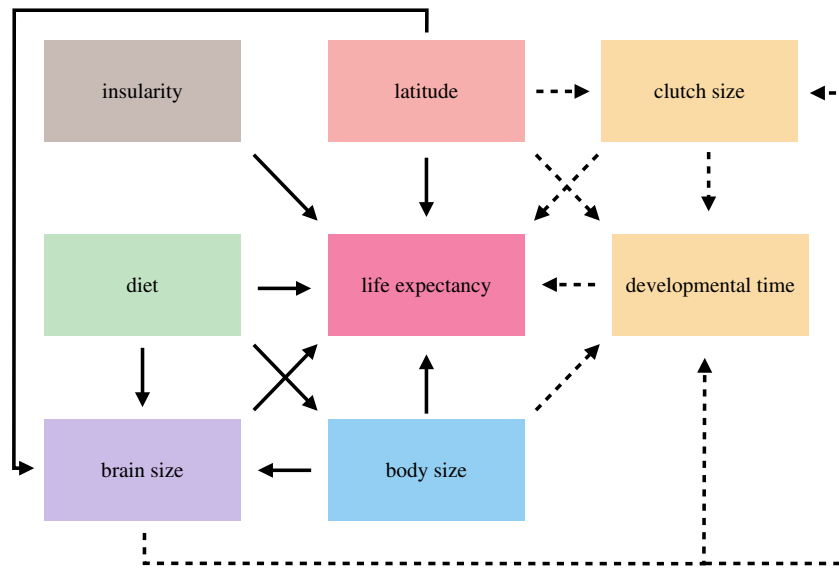 insularity
latitude
clutch size
diet
life expectancy
developmental time
brain size
body size